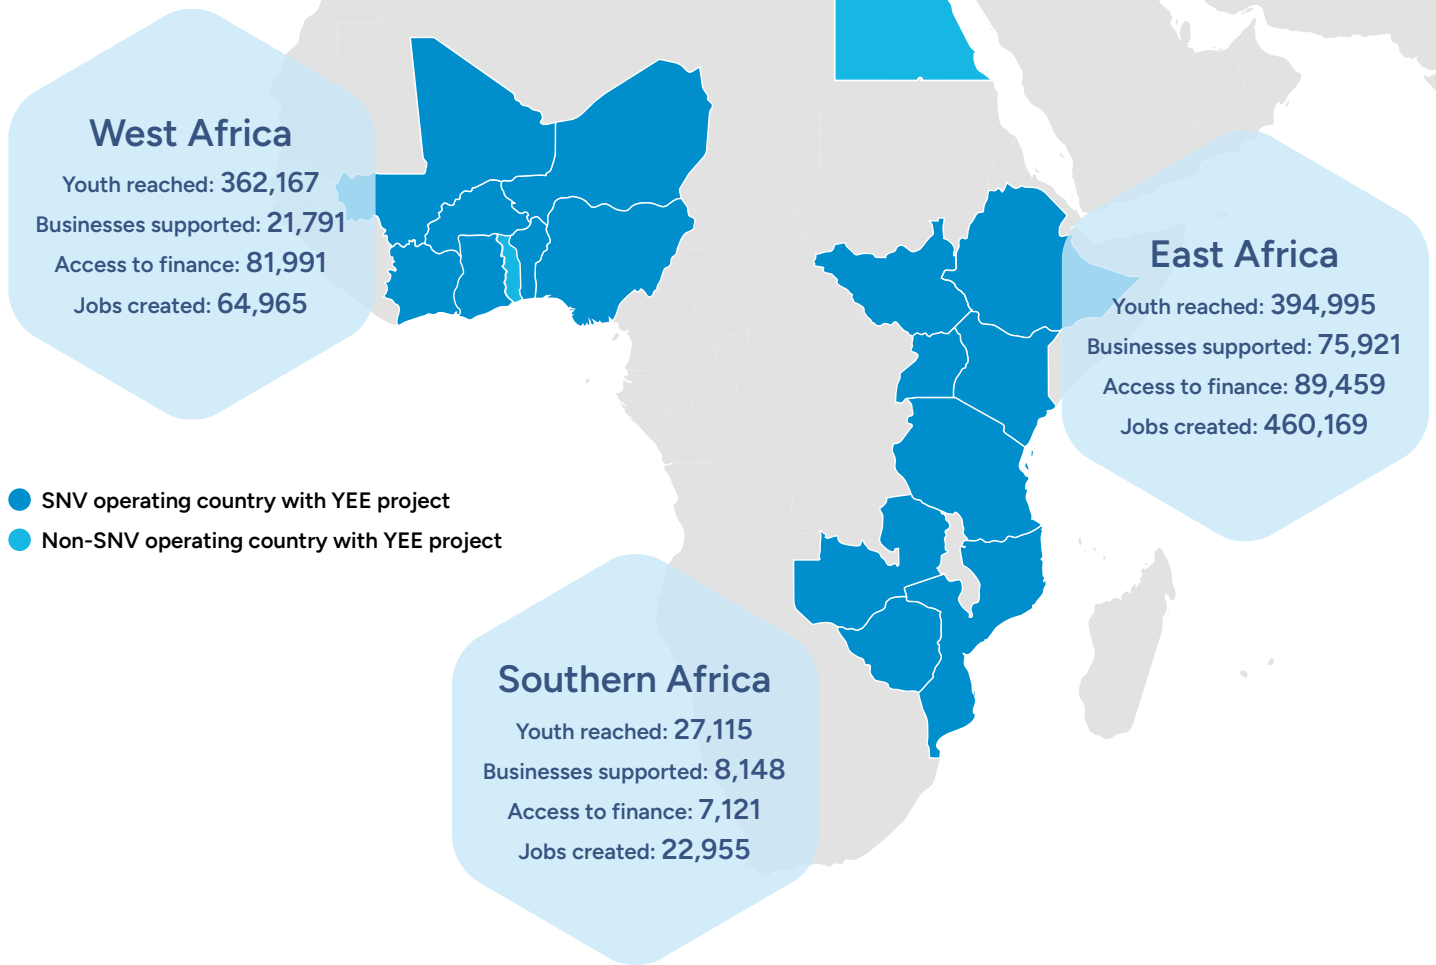 West Africa
Youth reached: 362,167
Businesses supported: 21,791
Access to finance: 81,991
Jobs created: 64,965
East Africa
Youth reached: 394,995
Businesses supported: 75,921
Access to finance: 89,459
Jobs created: 460,169
SNV operating country with YEE project
Non-SNV operating country with YEE project
Southern Africa
Youth reached: 27,115
Businesses supported: 8,148
Access to finance: 7,121
Jobs created: 22,955